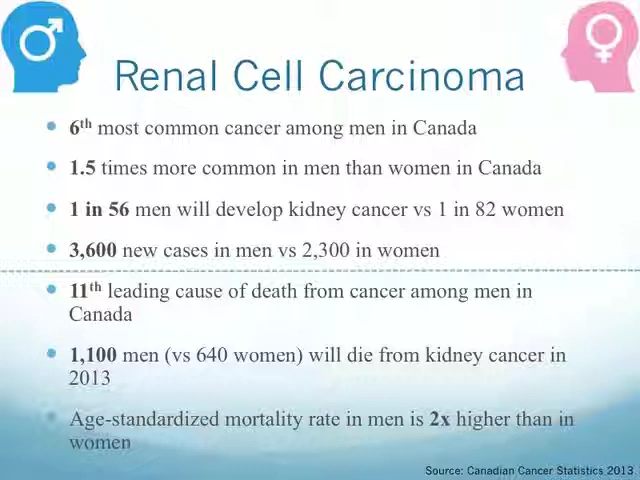 Renal Cell Carcinoma
6th most common cancer among men in Canada
1.5 times more common in men than women in Canada
1 in 56 men will develop kidney cancer vs 1 in 82 women
3,600 new cases in men vs 2,300 in women
11th leading cause of death from cancer among men in
Canada
1,100 men (vs 640 women) will die from kidney cancer in
2013
Age-standardized mortality rate in men is 2x higher than in
women
Source: Canadian Cancer Statistics 2013